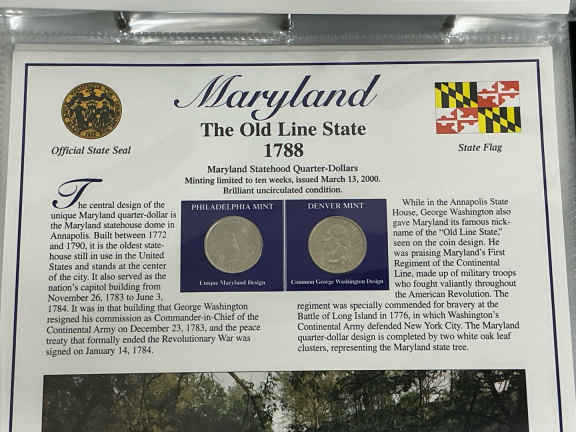 Maryland
The Old Line State
1788
Official State Seal
State Flag
Maryland Statehood Quarter-Dollars
Minting limited to ten weeks, issued March 13, 2000.
Brilliant uncirculated condition.
The central design of the
unique Maryland quarter-dollar is
the Maryland statehouse dome in
Annapolis. Built between 1772
and 1790, it is the oldest state-
house still in use in the United
States and stands at the center
of the city. It also served as the
nation's capitol building from
November 26, 1783 to June 3,
1784. It was in that building that George Washington
resigned his commission as Commander-in-Chief of the
Continental Army on December 23, 1783, and the peace
treaty that formally ended the Revolutionary War was
signed on January 14, 1784.
PHILADELPHIA MINT
Unique Maryland Design
DENVER MINT
Common George Washington Design
While in the Annapolis State
House, George Washington also
gave Maryland its famous nick-
name of the "Old Line State,"
seen on the coin design. He
was praising Maryland's First
Regiment of the Continental
Line, made up of military troops
who fought valiantly throughout
the American Revolution. The
regiment was specially commended for bravery at the
Battle of Long Island in 1776, in which Washington's
Continental Army defended New York City. The Maryland
quarter-dollar design is completed by two white oak leaf
clusters, representing the Maryland state tree.